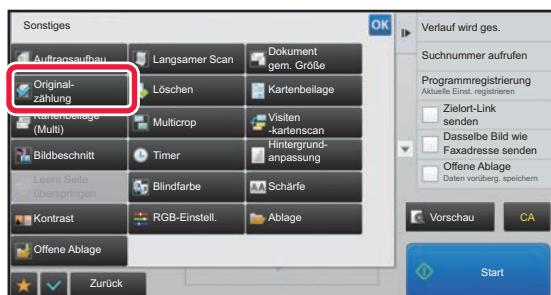 Sonstiges
OK
Auftragsaufbau
Langsamer Scan
Dokument
gem. Größe
Original-
zählung
Löschen
Kartenbeilage
Kartenbeilage
(Multi)
Multicrop
Visiten
-kartenscan
Bildbeschnitt
Timer
Hintergrund-
anpassung
Leere Seite
überspringen
Blindfarbe
Schärfe
Kontrast
RGB-Einstell.
Ablage
Offene Ablage
Zurück
Verlauf wird ges.
Suchnummer aufrufen
Programmregistrierung
Aktuelle Einst. registrieren
Zielort-Link
senden
Dasselbe Bild wie
Faxadresse senden
Offene Ablage
Daten vorüberg. speichern
Vorschau
CA
Start